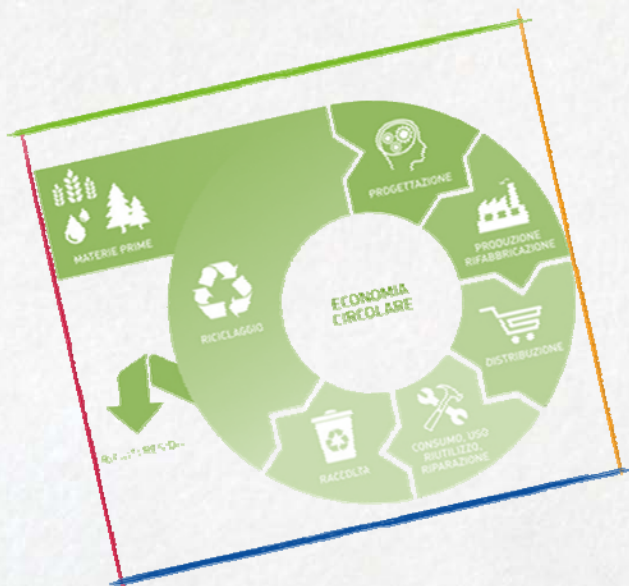 MATERIE PRIME
PROGETTAZIONE
PRODUZIONE
RIFABBRICAZIONE
DISTRIBUZIONE
CONSUMO, USO
RIUTILIZZO,
RIPARAZIONE
RACCOLTA
RICICLAGGIO
ECONOMIA
CIRCOLARE